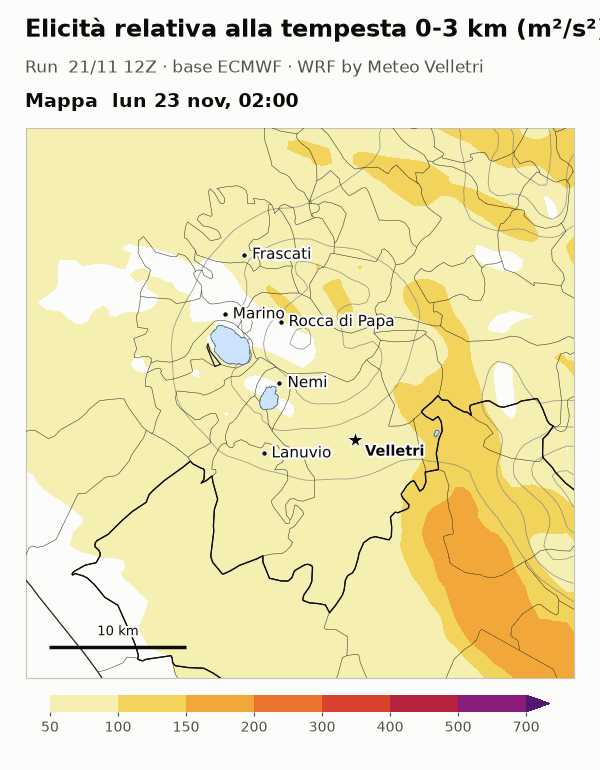 Elicità relativa alla tempesta 0-3 km (m²/s²)
Run  21/11 12Z · base ECMWF · WRF by Meteo Velletri
Mappa  lun 23 nov, 02:00
Frascati
Marino
Rocca di Papa
Nemi
Lanuvio
Velletri
10 km
50 100 150 200 300 400 500 700